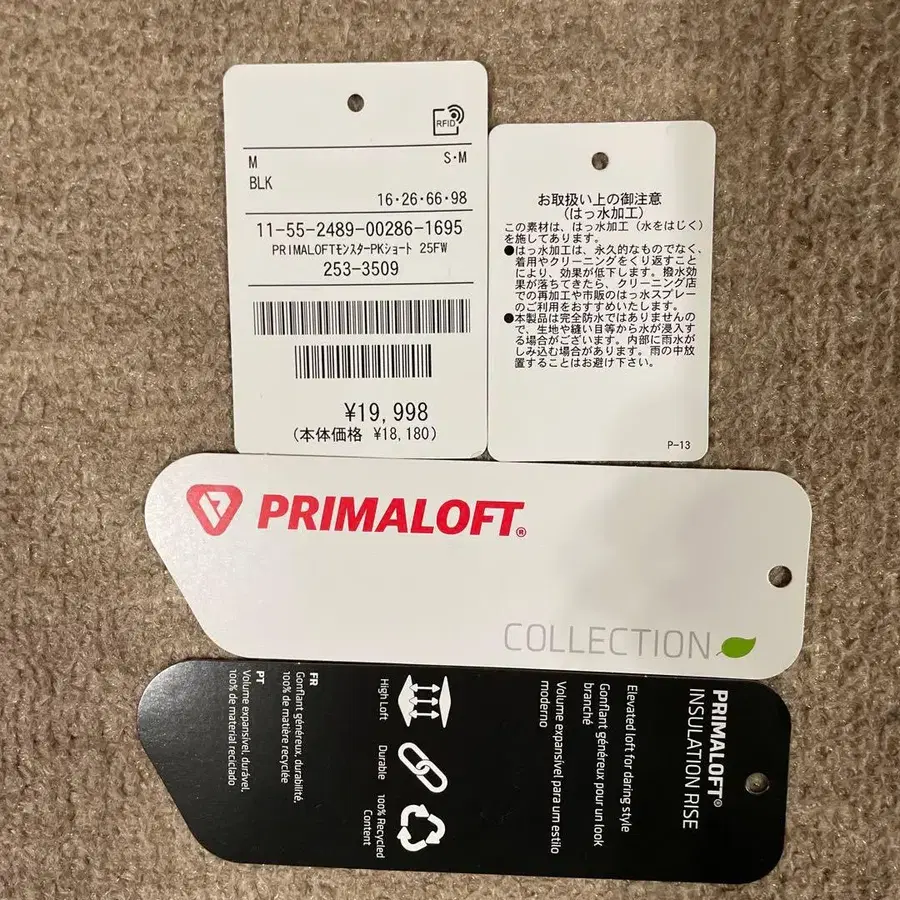 RFID
M S・M
BLK
16・26・66・98
11-55-2489-00286-1695
PRIMALOFTモンスターPKショート 25FW
253-3509
¥19,998
(本体価格 ¥18,180)
お取扱い上の御注意
(はっ水加工)
この素材は、はっ水加工(水をはじく)
を施してあります。
●はっ水加工は、永久的なものでなく、
着用やクリーニングをくり返すこと
により、効果が低下します。撥水効
果が落ちてきたら、クリーニング店
での再加工や市販のはっ水スプレー
のご利用をおすすめいたします。
●本製品は完全防水ではありませんの
で、生地や縫い目等から水が浸入す
る場合がございます。内部に雨水が
しみ込む場合があります。雨の中放
置することはお避け下さい。
P-13
PRIMALOFT®
COLLECTION
PRIMALOFT®
INSULATION RISE
Elevated loft for daring style
Gonflant généreux pour un look
branché
Volume expansível para um estilo
moderno
High Loft
Durable
100% Recycled
Content
FR
Gonflant généreux, durabilité,
100% de matière recyclée
PT
Volume expansível, durável,
100% de material reciclado